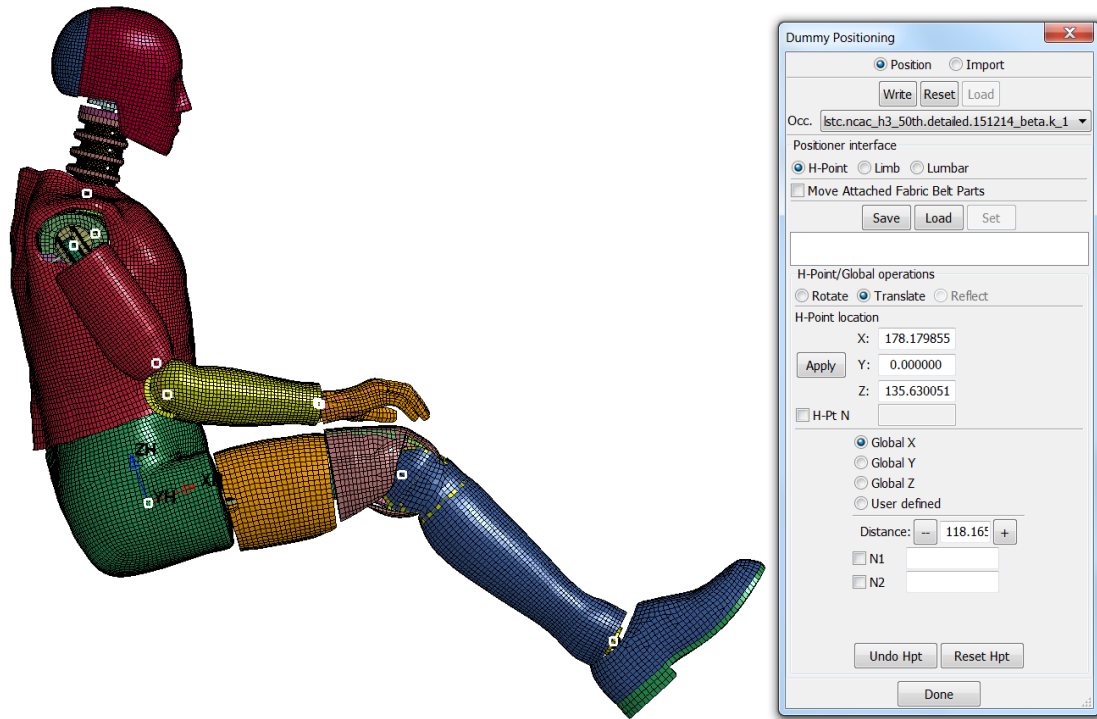 Dummy Positioning
Position Import
Write Reset Load
Occ. lstc.ncac_h3_50th.detailed.151214_beta.k_1
Positioner interface
H-Point Limb Lumbar
Move Attached Fabric Belt Parts
Save Load Set
H-Point/Global operations
Rotate Translate Reflect
H-Point location
X: 178.179855
Apply Y: 0.000000
Z: 135.630051
H-Pt N
Global X
Global Y
Global Z
User defined
Distance: -- 118.165 +
N1
N2
Undo Hpt Reset Hpt
Done
ZH
YH